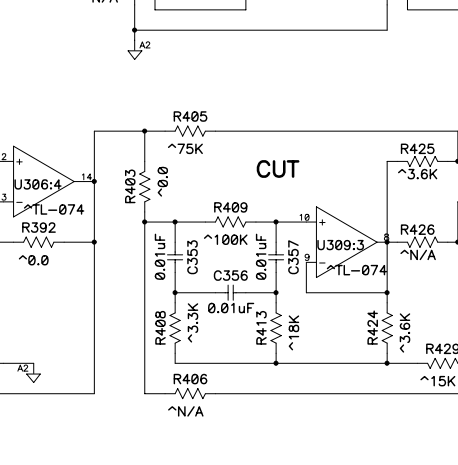 A2
R405
^75K
CUT
R425
^3.6K
2
+
U306:4
14
3
-
^TL-074
R403
^0.0
R392
^0.0
R409
^100K
10
+
U309:3
8
9
-
^TL-074
R426
^N/A
0.01uF
C353
C356
0.01uF
0.01uF
C357
R408
^3.3K
R413
^18K
R424
^3.6K
A2
R406
^N/A
R429
^15K